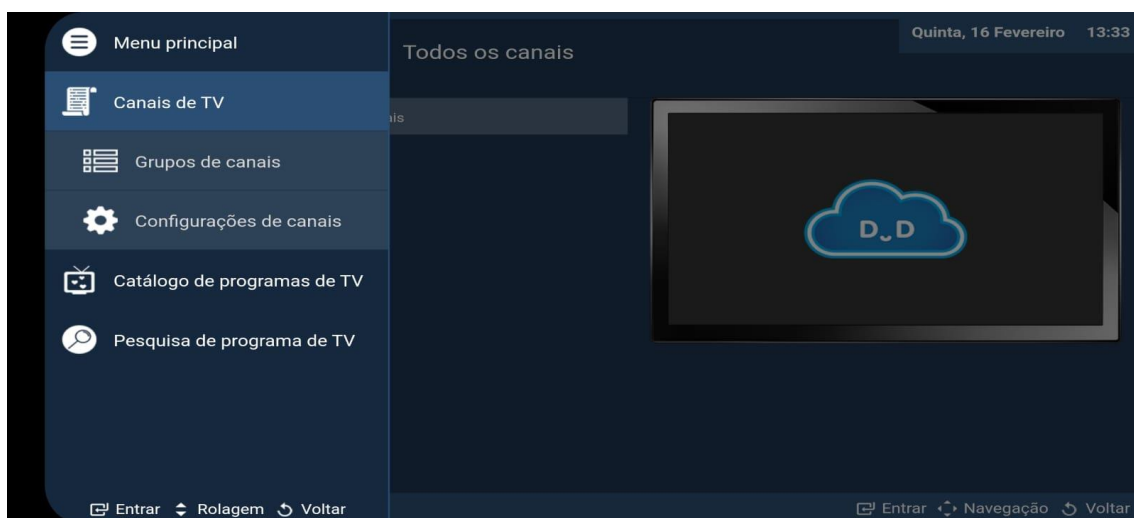 Menu principal
Canais de TV
Grupos de canais
Configurações de canais
Catálogo de programas de TV
Pesquisa de programa de TV
Entrar Rolagem Voltar
Todos os canais
Quinta, 16 Fevereiro 13:33
ais
D‿D
Entrar Navegação Voltar